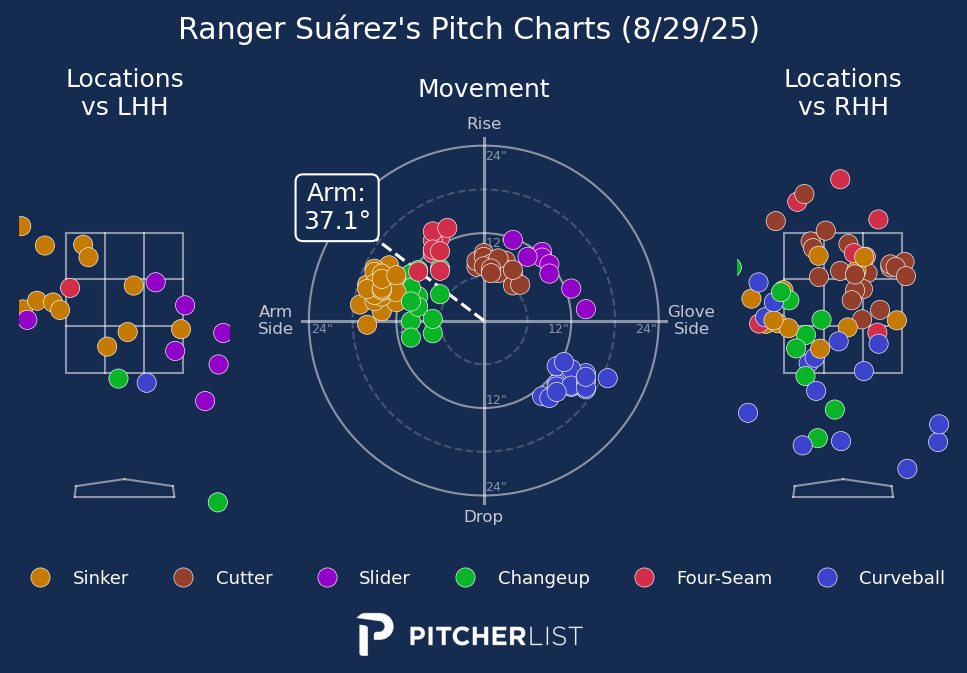 Ranger Suárez's Pitch Charts (8/29/25)
Locations
vs LHH
Movement
Locations
vs RHH
Rise
24"
Arm:
37.1°
12"
Arm
Side
24"
12"
12"
24"
Glove
Side
12"
24"
Drop
Sinker
Cutter
Slider
Changeup
Four-Seam
Curveball
PITCHERLIST